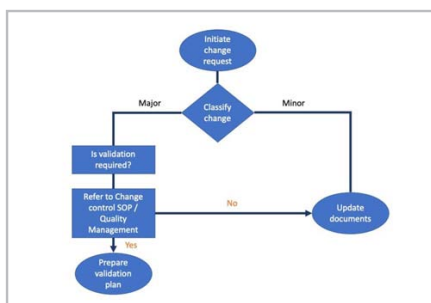 Initiate
change
request
Major
Classify
change
Minor
Is validation
required?
Refer to Change
control SOP /
Quality
Management
No
Update
documents
Yes
Prepare
validation
plan